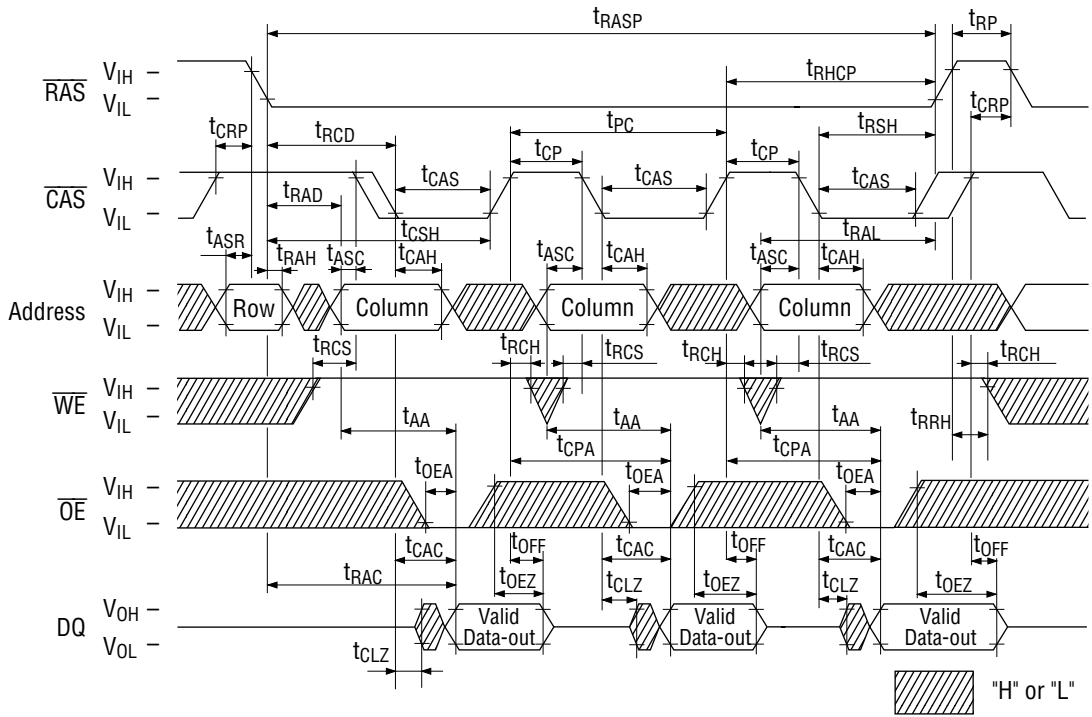 tRASP
tRP
tRHCP
RAS
VIH
VIL
tCRP
tRCD
tPC
tRSH
tCRP
CAS
VIH
VIL
tCP
tCP
tCAS
tCAS
tCAS
tRAD
tCSH
tRAL
tASR
tRAH
tASC
tCAH
tASC
tCAH
tASC
tCAH
Address
VIH
VIL
Row
Column
Column
Column
tRCS
tRCH
tRCS
tRCH
tRCS
tRCH
WE
VIH
VIL
tAA
tAA
tAA
tRRH
tCPA
tCPA
tOEA
tOEA
tOEA
OE
VIH
VIL
tCAC
tOFF
tCAC
tOFF
tCAC
tOFF
tRAC
tOEZ
tCLZ
tOEZ
tCLZ
tOEZ
DQ
VOH
VOL
Valid
Data-out
Valid
Data-out
Valid
Data-out
tCLZ
"H" or "L"